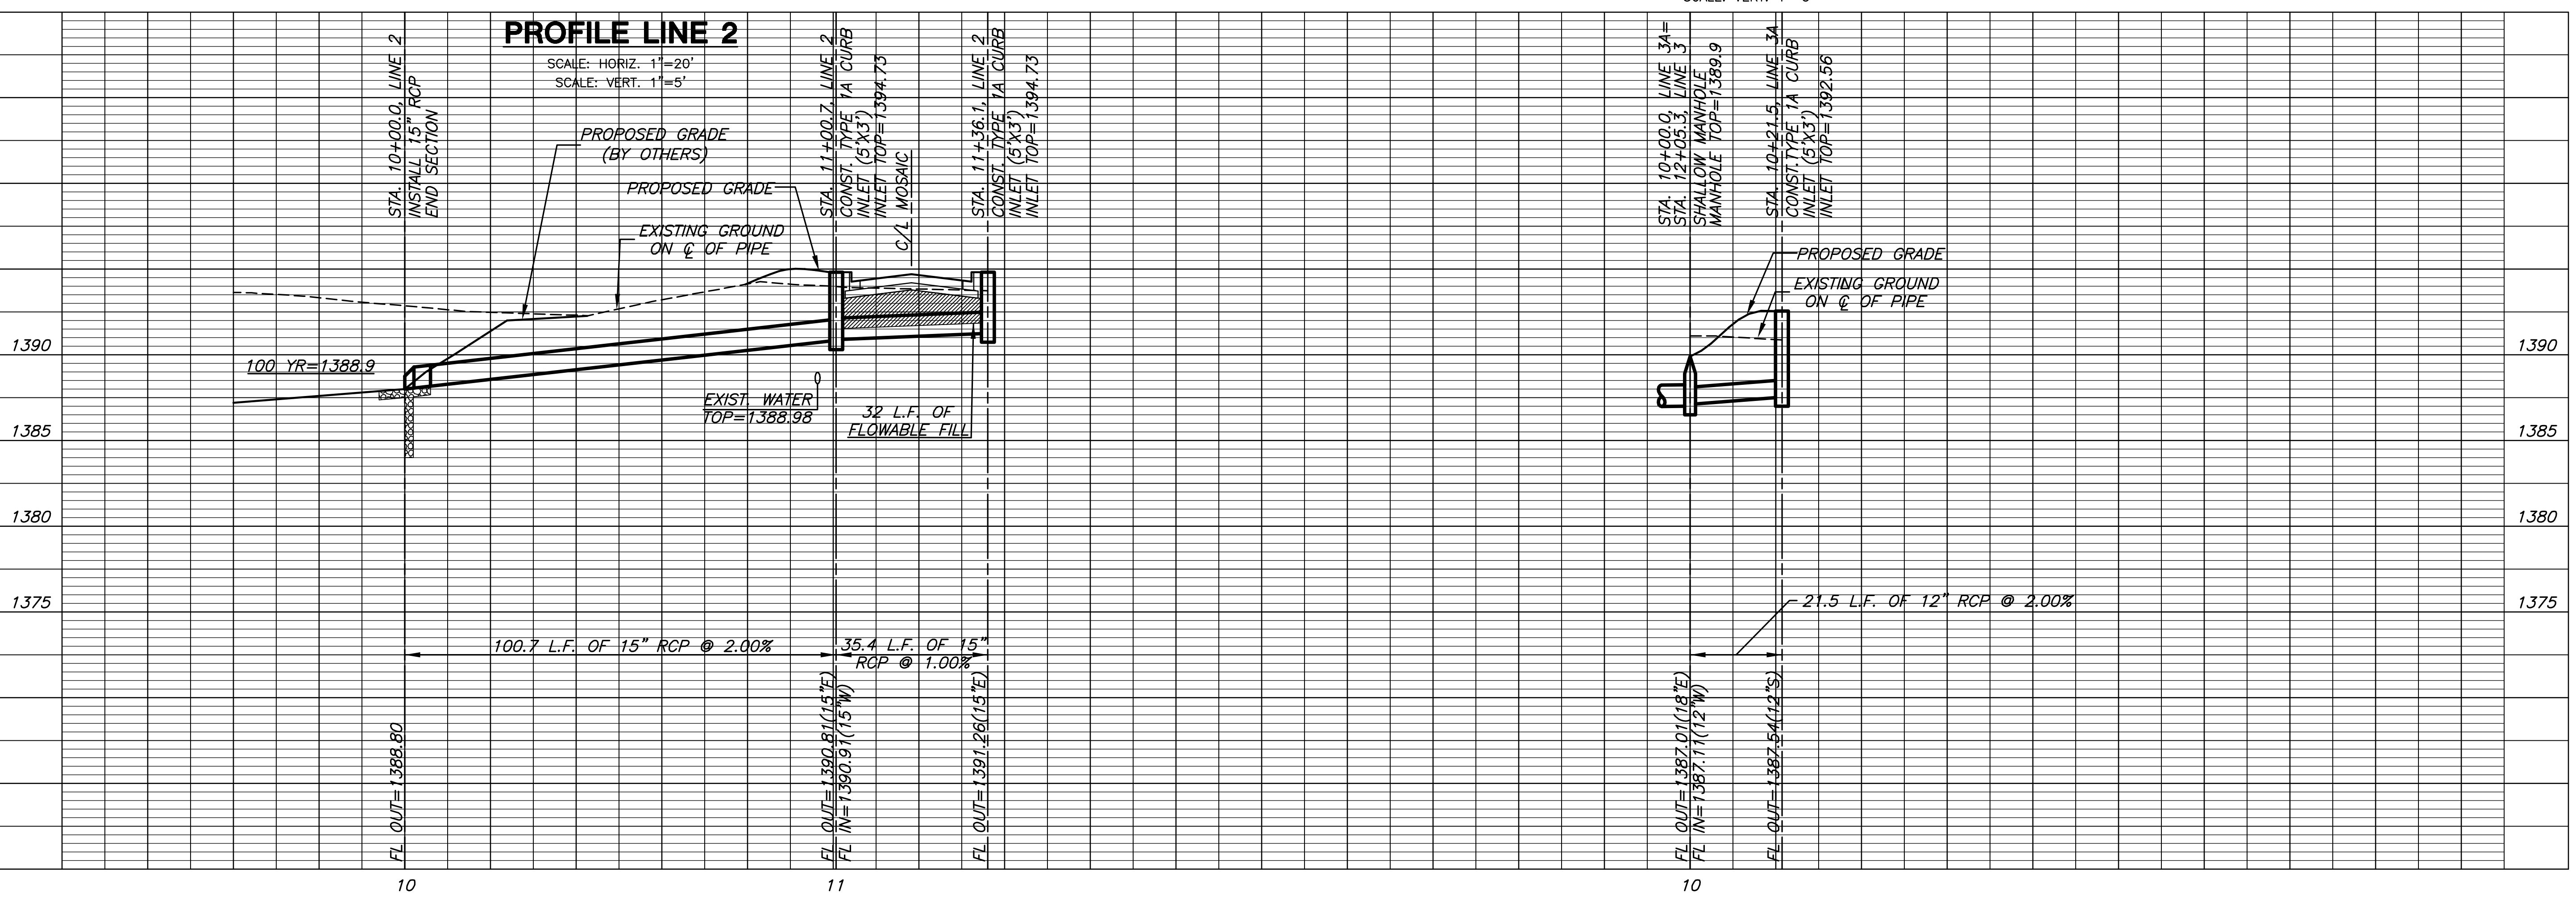 PROFILE LINE 2
SCALE: HORIZ. 1"=20'
SCALE: VERT. 1"=5'
STA. 10+00.0, LINE 2
INSTALL 15" RCP
END SECTION
PROPOSED GRADE
(BY OTHERS)
PROPOSED GRADE
EXISTING GROUND
ON ℄ OF PIPE
STA. 11+00.7, LINE 2
CONST. TYPE 1A CURB
INLET (5'X3')
INLET TOP=1394.73
C/L MOSAIC
STA. 11+36.1, LINE 2
CONST. TYPE 1A CURB
INLET (5'X3')
INLET TOP=1394.73
100 YR=1388.9
EXIST. WATER
TOP=1388.98
32 L.F. OF
FLOWABLE FILL
100.7 L.F. OF 15" RCP @ 2.00%
35.4 L.F. OF 15"
RCP @ 1.00%
FL OUT=1388.80
FL OUT=1390.81(15"E)
FL IN=1390.91(15"W)
FL OUT=1391.26(15"E)
STA. 10+00.0, LINE 3A=
STA. 12+05.3, LINE 3
SHALLOW MANHOLE
MANHOLE TOP=1389.9
STA. 10+21.5, LINE 3A
CONST.TYPE 1A CURB
INLET (5'X3')
INLET TOP=1392.56
PROPOSED GRADE
EXISTING GROUND
ON ℄ OF PIPE
21.5 L.F. OF 12" RCP @ 2.00%
FL OUT=1387.01(18"E)
FL IN=1387.11(12"W)
FL OUT=1387.54(12"S)
1390
1385
1380
1375
1390
1385
1380
1375
10
11
10